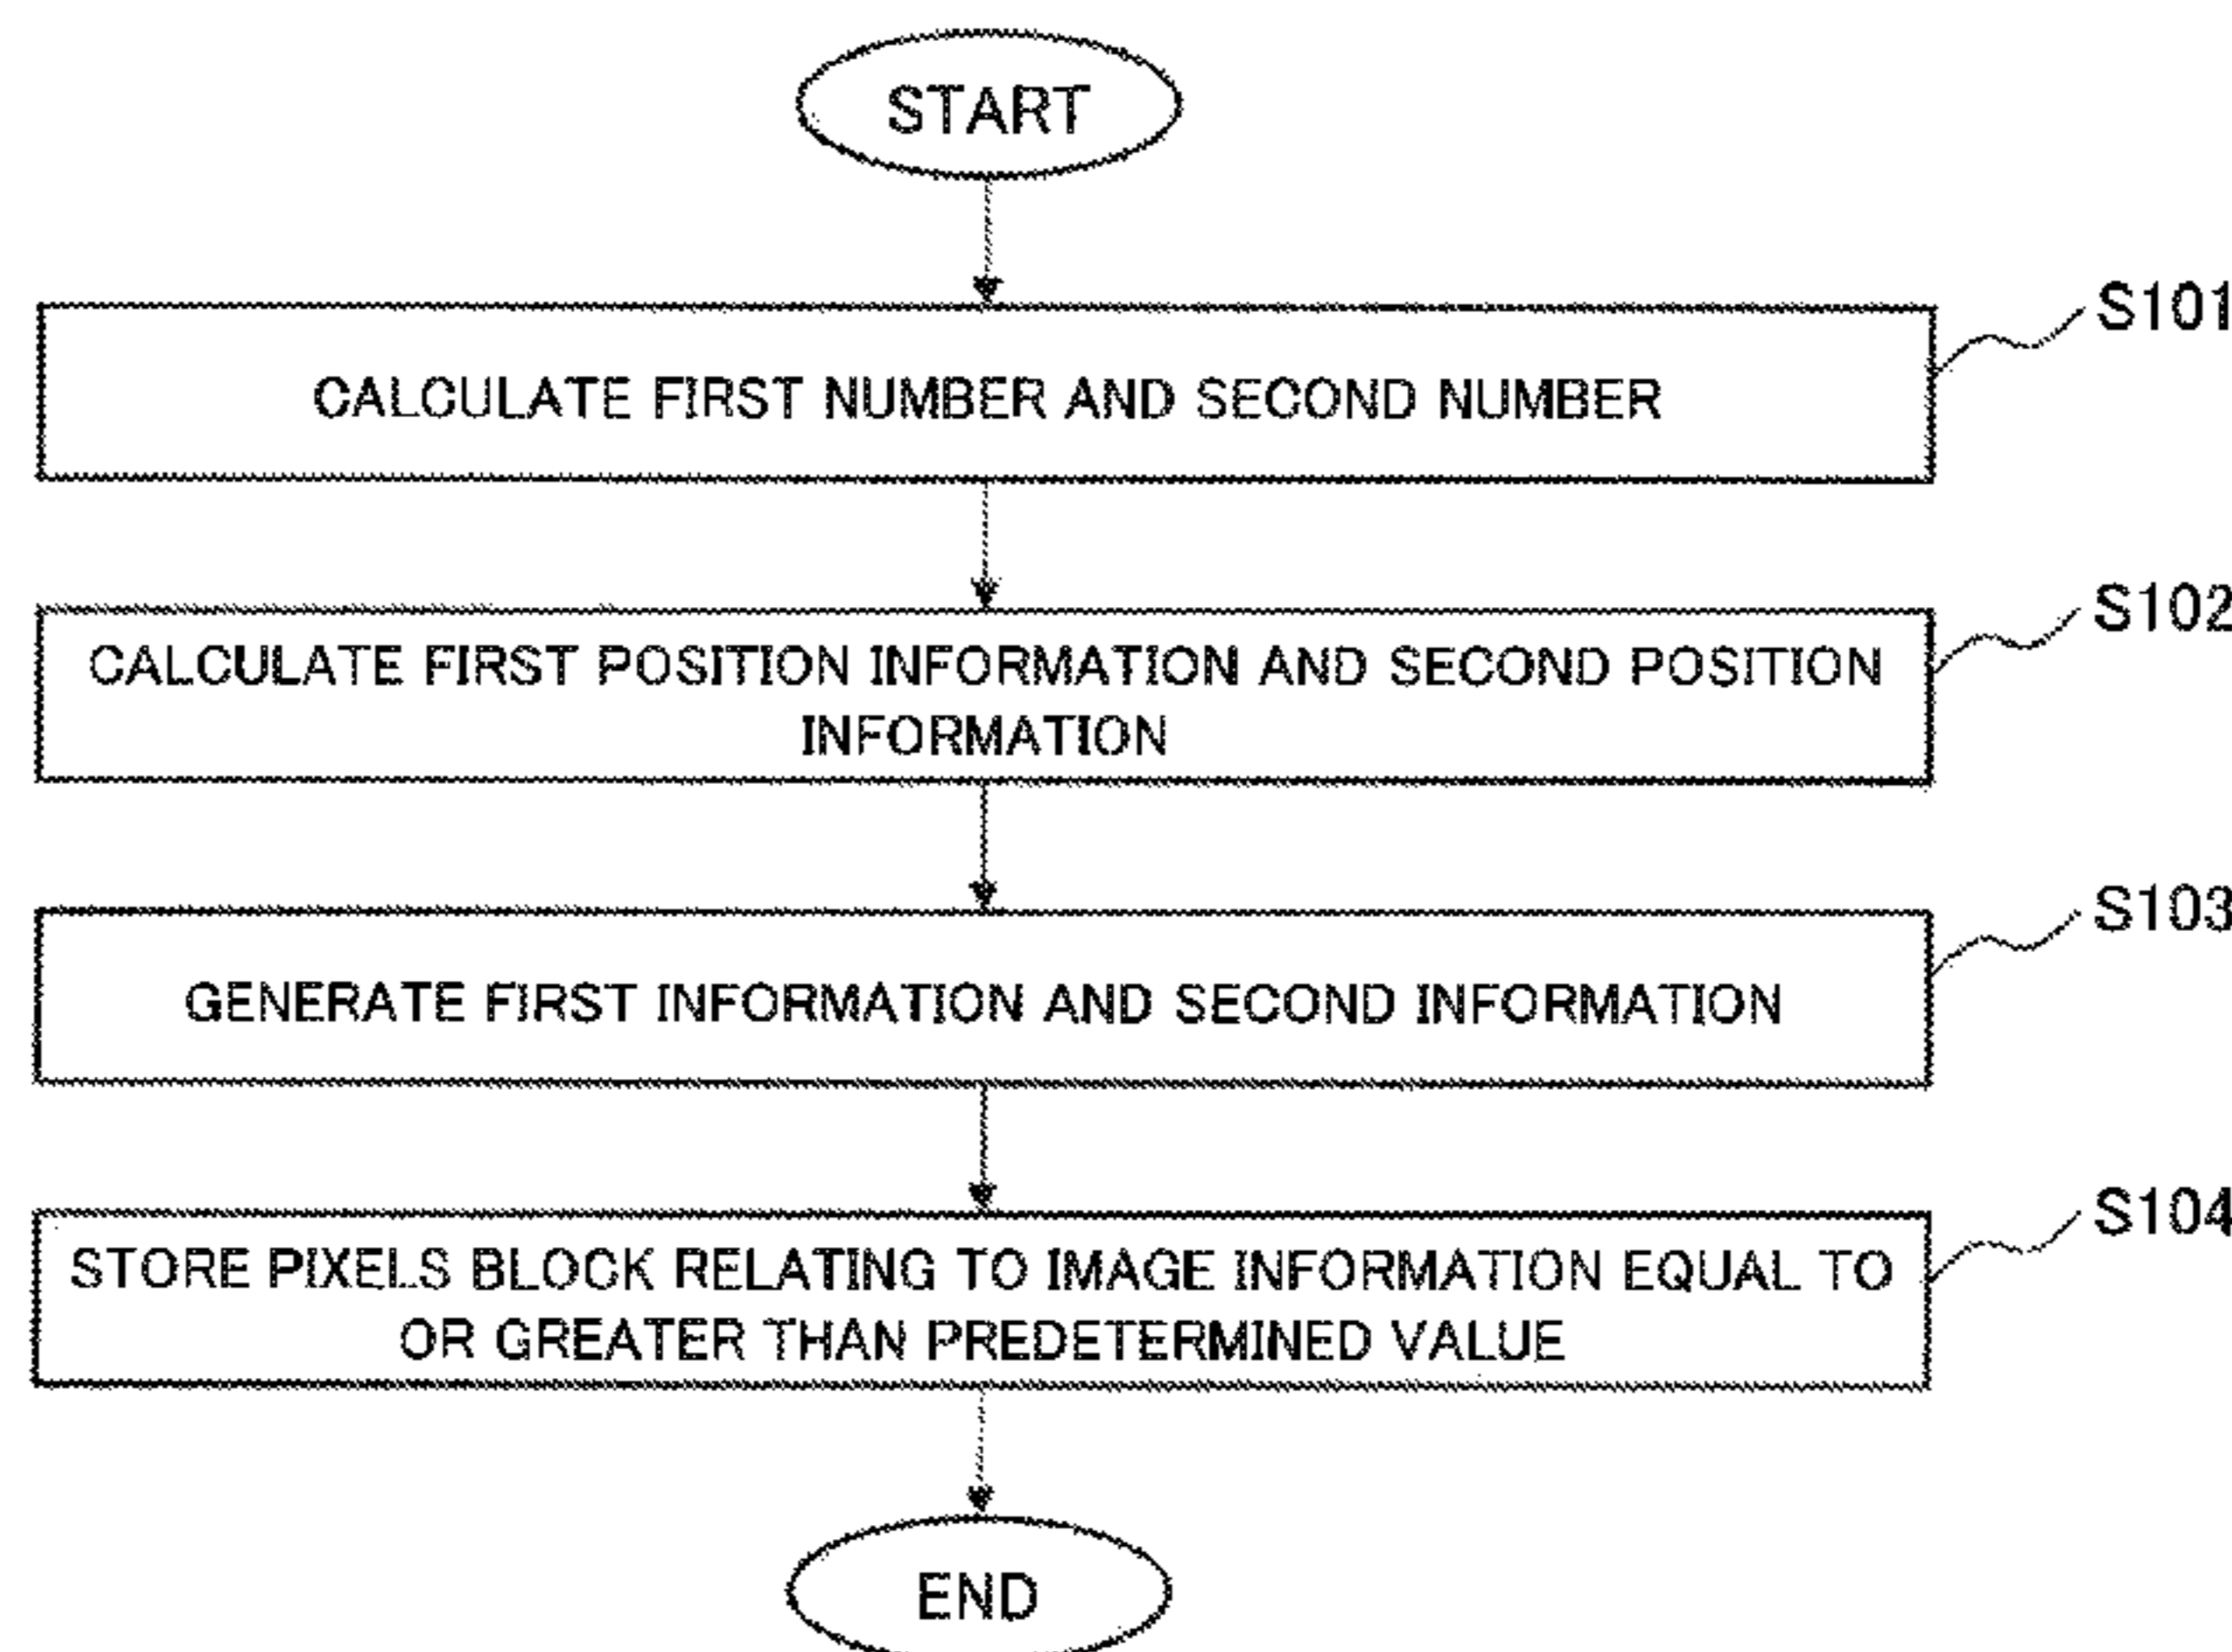 START
S101
CALCULATE FIRST NUMBER AND SECOND NUMBER
S102
CALCULATE FIRST POSITION INFORMATION AND SECOND POSITION
INFORMATION
S103
GENERATE FIRST INFORMATION AND SECOND INFORMATION
S104
STORE PIXELS BLOCK RELATING TO IMAGE INFORMATION EQUAL TO
OR GREATER THAN PREDETERMINED VALUE
END